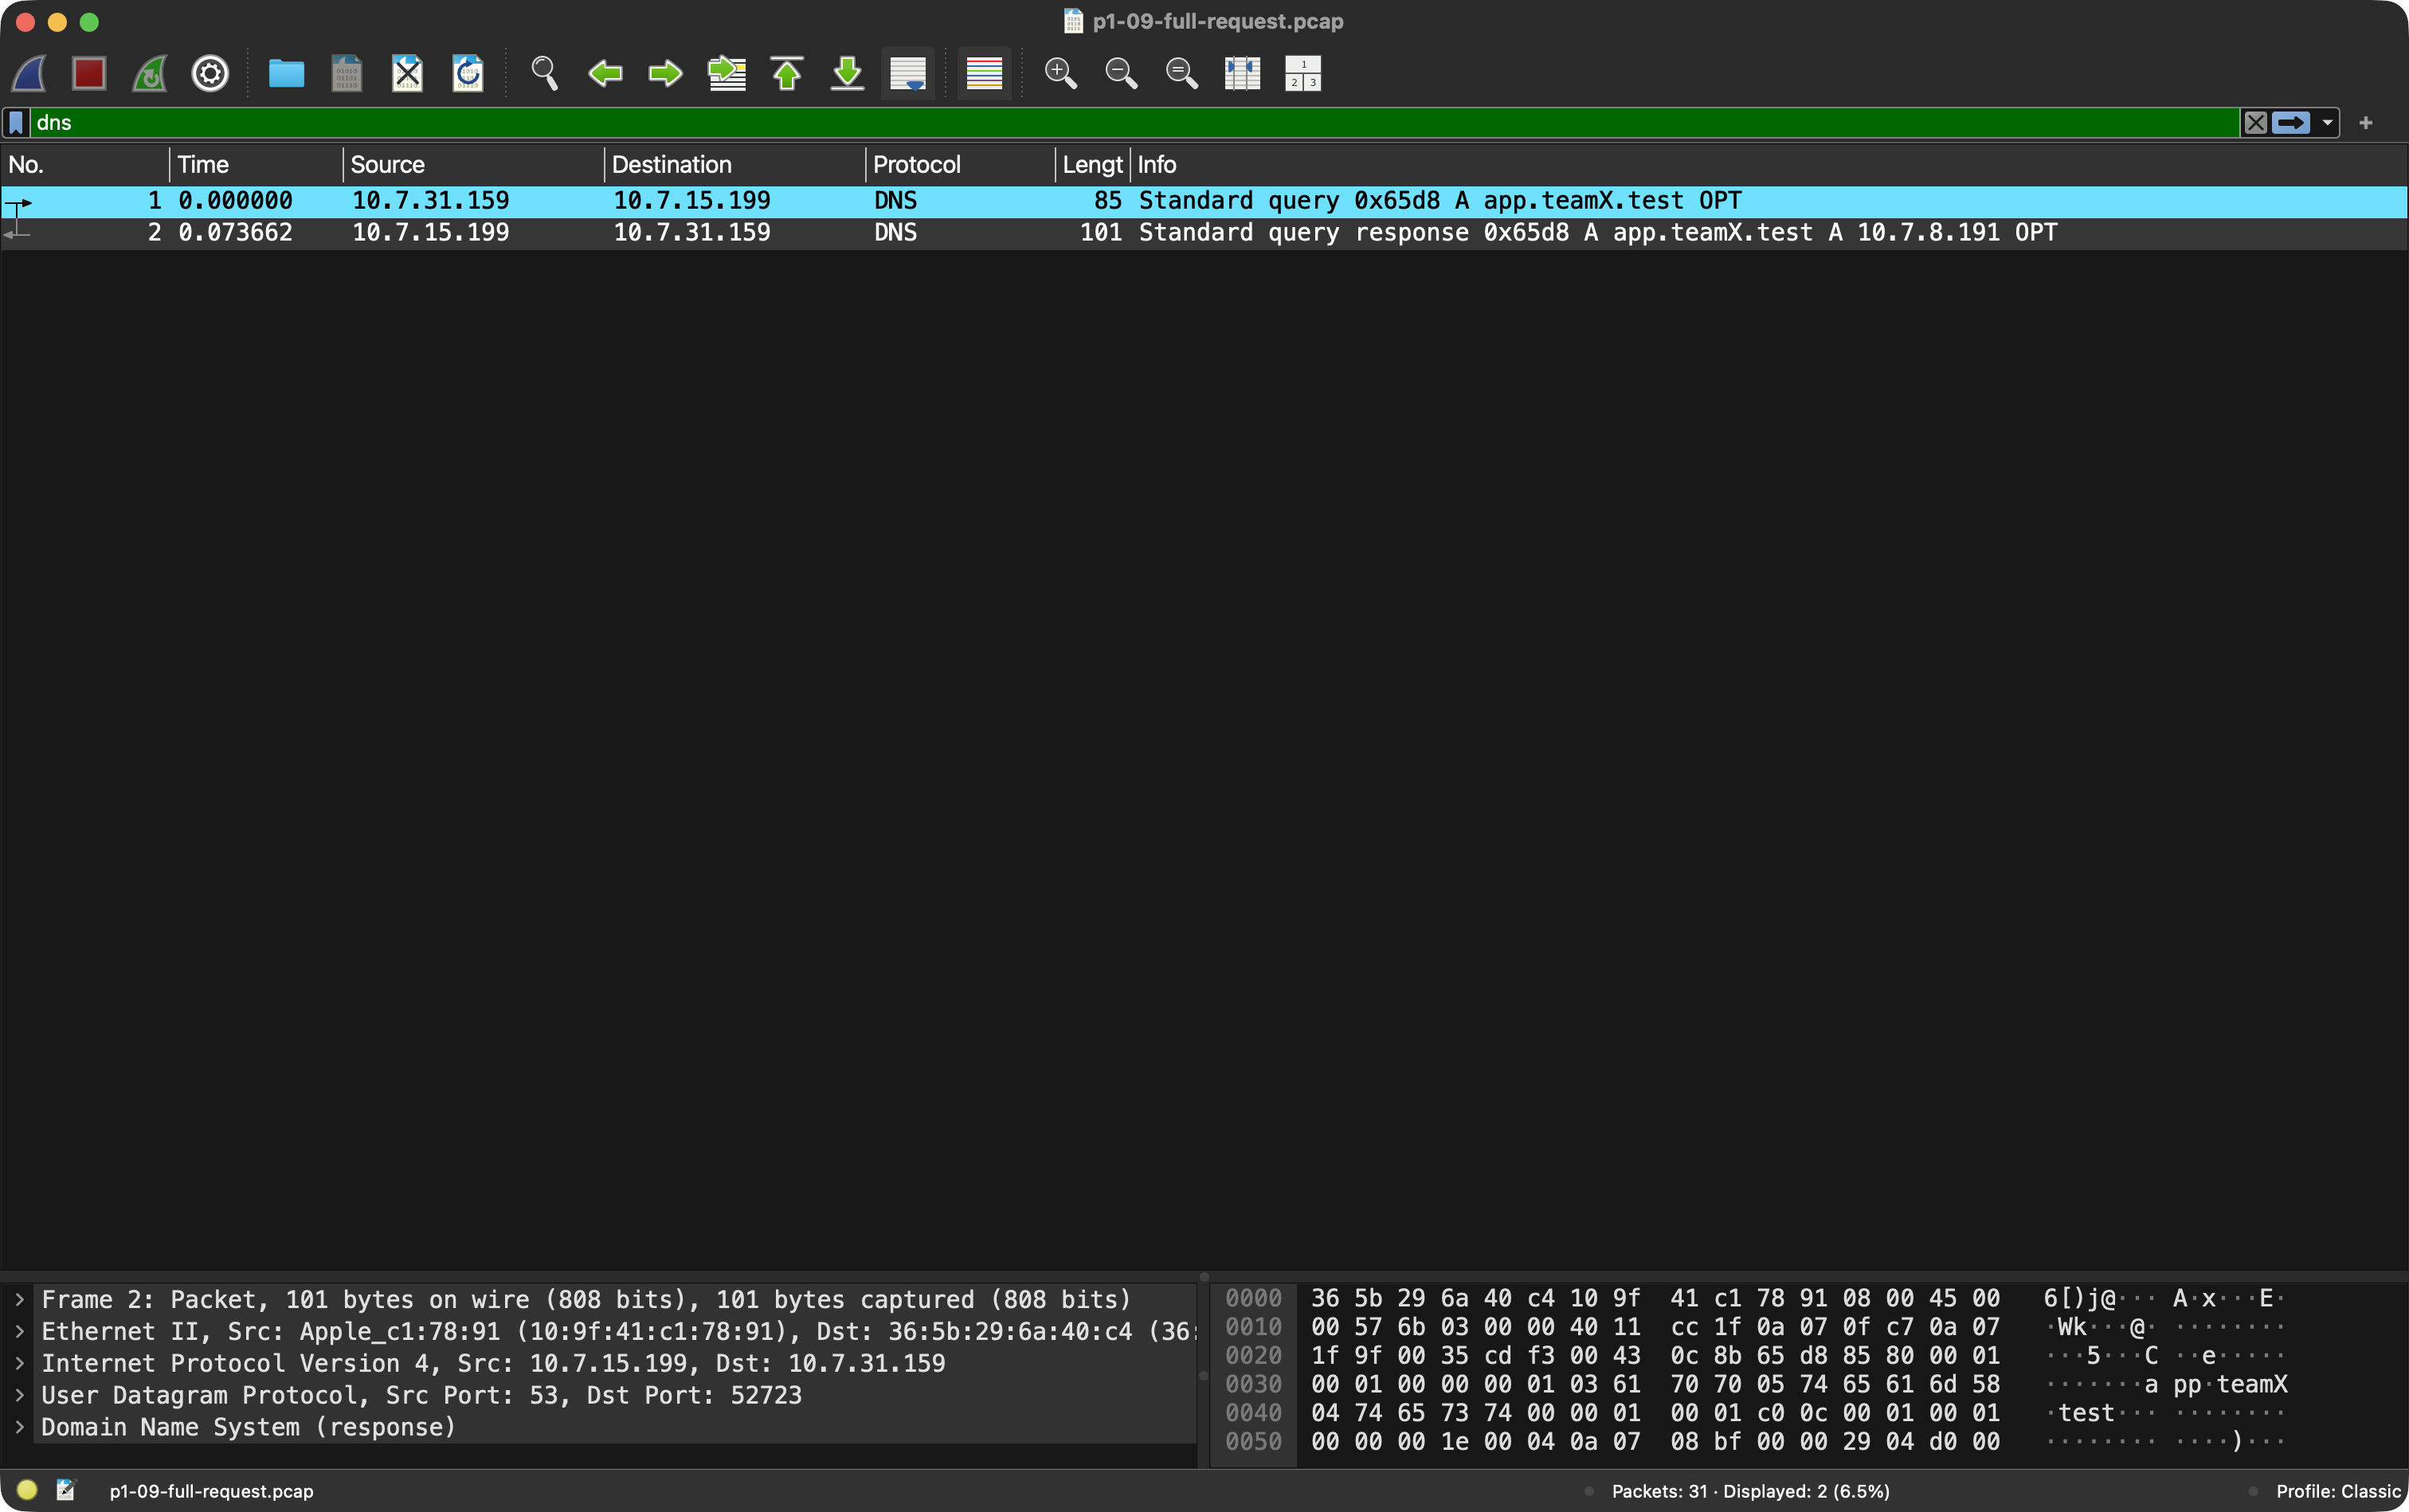 p1-09-full-request.pcap
dns
No. Time Source Destination Protocol Lengt Info
1 0.000000 10.7.31.159 10.7.15.199 DNS 85 Standard query 0x65d8 A app.teamX.test OPT
2 0.073662 10.7.15.199 10.7.31.159 DNS 101 Standard query response 0x65d8 A app.teamX.test A 10.7.8.191 OPT
Frame 2: Packet, 101 bytes on wire (808 bits), 101 bytes captured (808 bits)
Ethernet II, Src: Apple_c1:78:91 (10:9f:41:c1:78:91), Dst: 36:5b:29:6a:40:c4 (36:
Internet Protocol Version 4, Src: 10.7.15.199, Dst: 10.7.31.159
User Datagram Protocol, Src Port: 53, Dst Port: 52723
Domain Name System (response)
0000 36 5b 29 6a 40 c4 10 9f 41 c1 78 91 08 00 45 00 6[)j@··· A·x···E·
0010 00 57 6b 03 00 00 40 11 cc 1f 0a 07 0f c7 0a 07 ·Wk···@· ········
0020 1f 9f 00 35 cd f3 00 43 0c 8b 65 d8 85 80 00 01 ···5···C ··e·····
0030 00 01 00 00 00 01 03 61 70 70 05 74 65 61 6d 58 ·······a pp·teamX
0040 04 74 65 73 74 00 00 01 00 01 c0 0c 00 01 00 01 ·test··· ········
0050 00 00 00 1e 00 04 0a 07 08 bf 00 00 29 04 d0 00 ········ ····)···
p1-09-full-request.pcap
Packets: 31 · Displayed: 2 (6.5%)
Profile: Classic